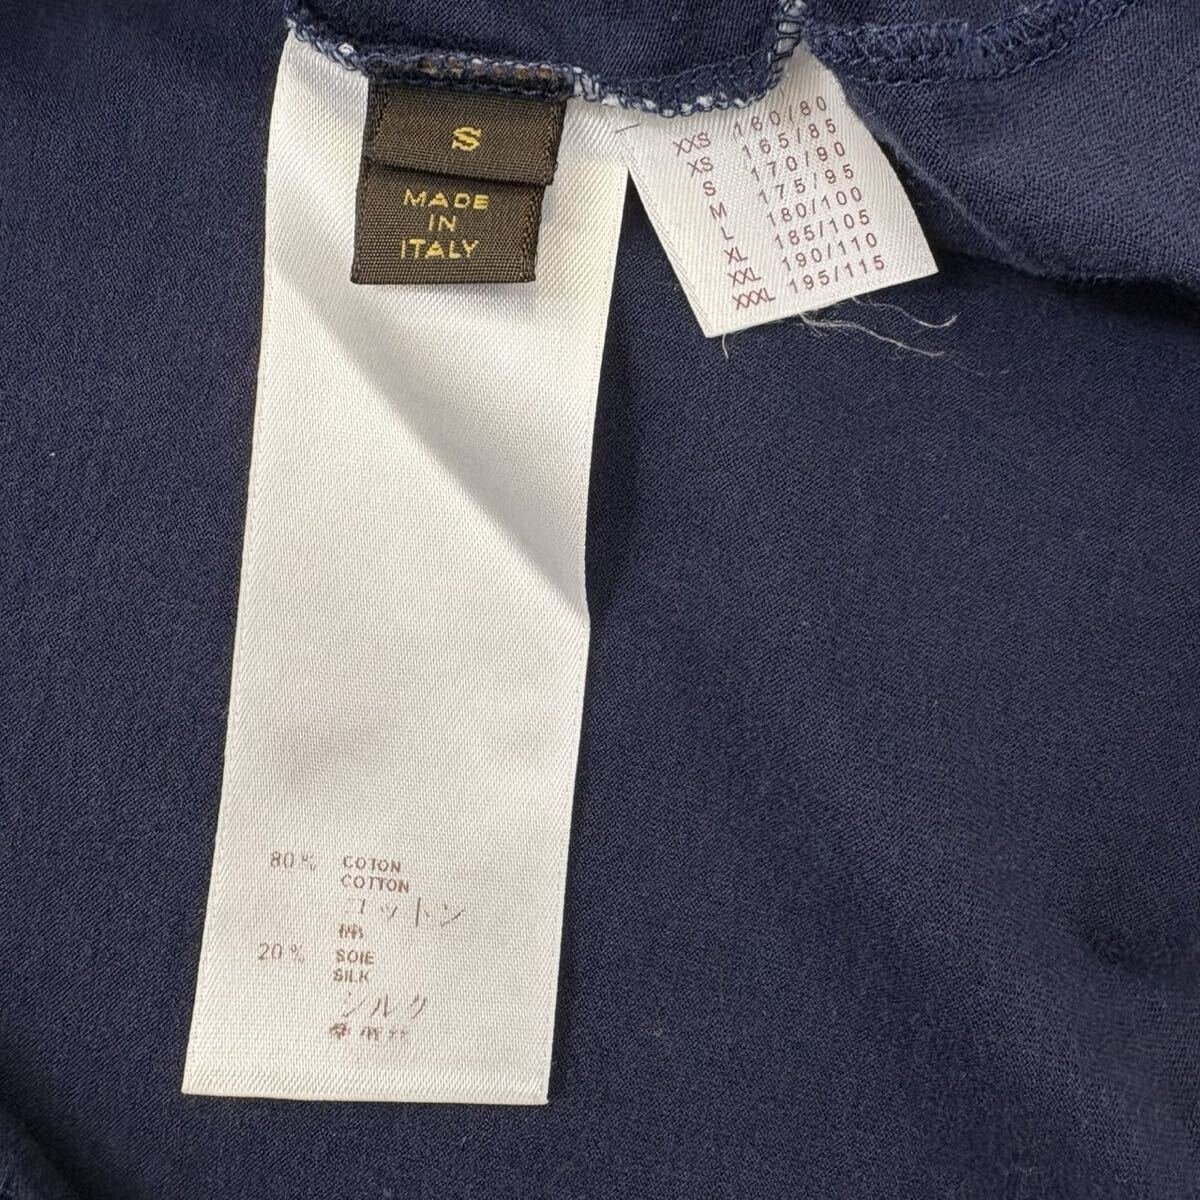 S
MADE
IN
ITALY
XXS 160/80
XS 165/85
S 170/90
M 175/95
L 180/100
XL 185/105
XXL 190/110
XXXL 195/115
80% COTON
COTTON
コットン
棉
20% SOIE
SILK
シルク